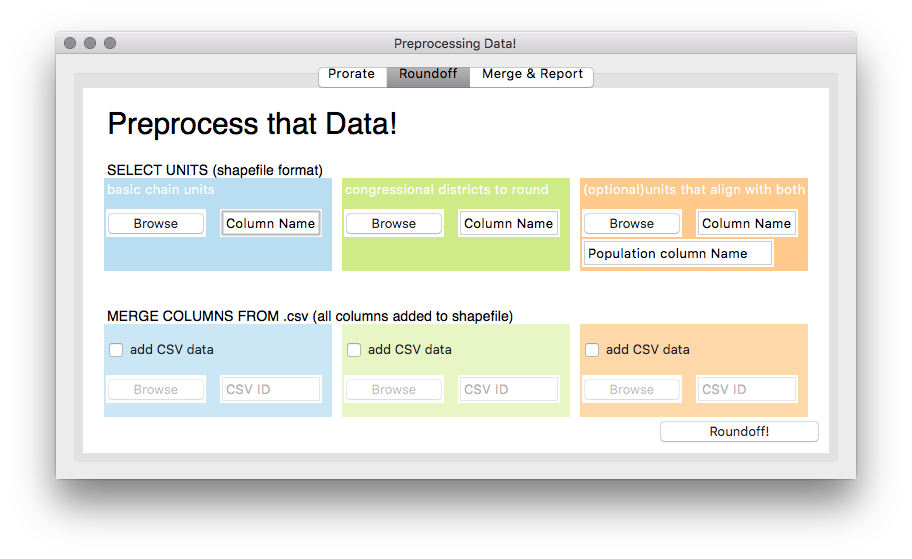 Preprocessing Data!
Prorate Roundoff Merge & Report
Preprocess that Data!
SELECT UNITS (shapefile format)
basic chain units congressional districts to round (optional)units that align with both
Browse Column Name Browse Column Name Browse Column Name
Population column Name
MERGE COLUMNS FROM .csv (all columns added to shapefile)
add CSV data add CSV data add CSV data
Browse CSV ID Browse CSV ID Browse CSV ID
Roundoff!